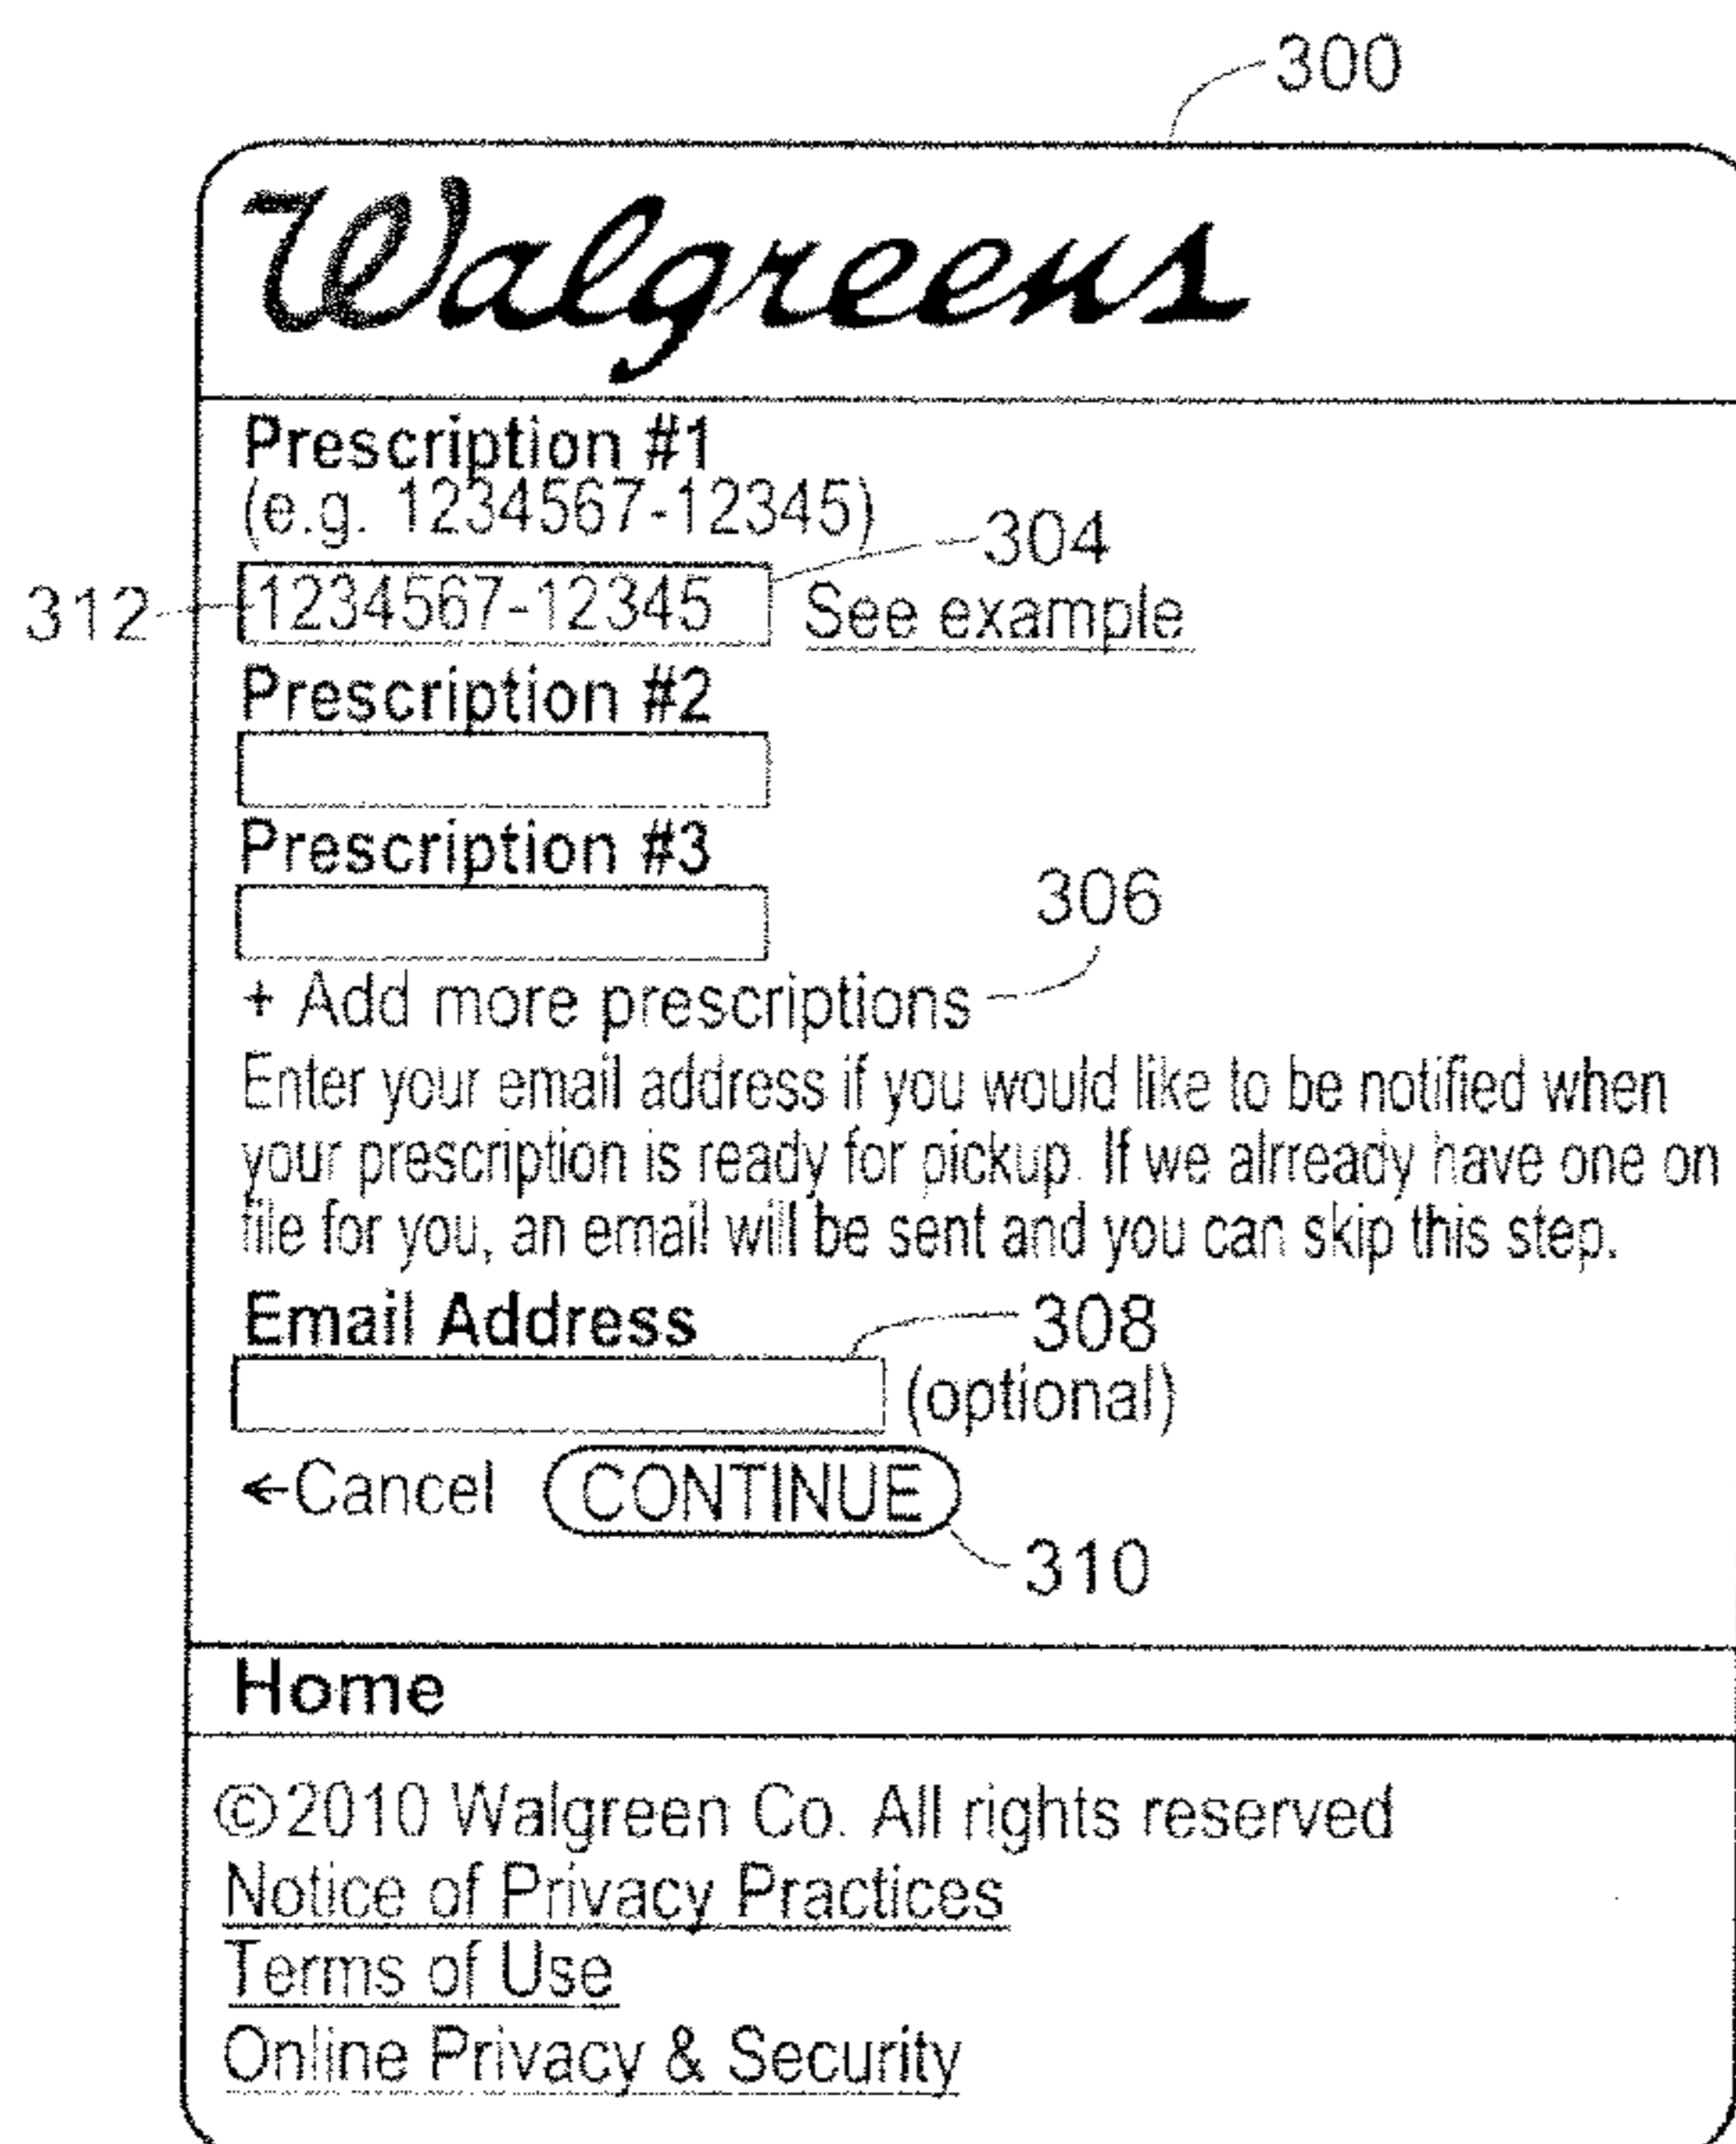 300
Walgreens
Prescription #1
(e.g. 1234567-12345)
304
312
1234567-12345
See example
Prescription #2
Prescription #3
306
+ Add more prescriptions
Enter your email address if you would like to be notified when
your prescription is ready for pickup. If we alrready have one on
file for you, an email will be sent and you can skip this step.
Email Address
308
(optional)
←Cancel
CONTINUE
310
Home
©2010 Walgreen Co. All rights reserved
Notice of Privacy Practices
Terms of Use
Online Privacy & Security